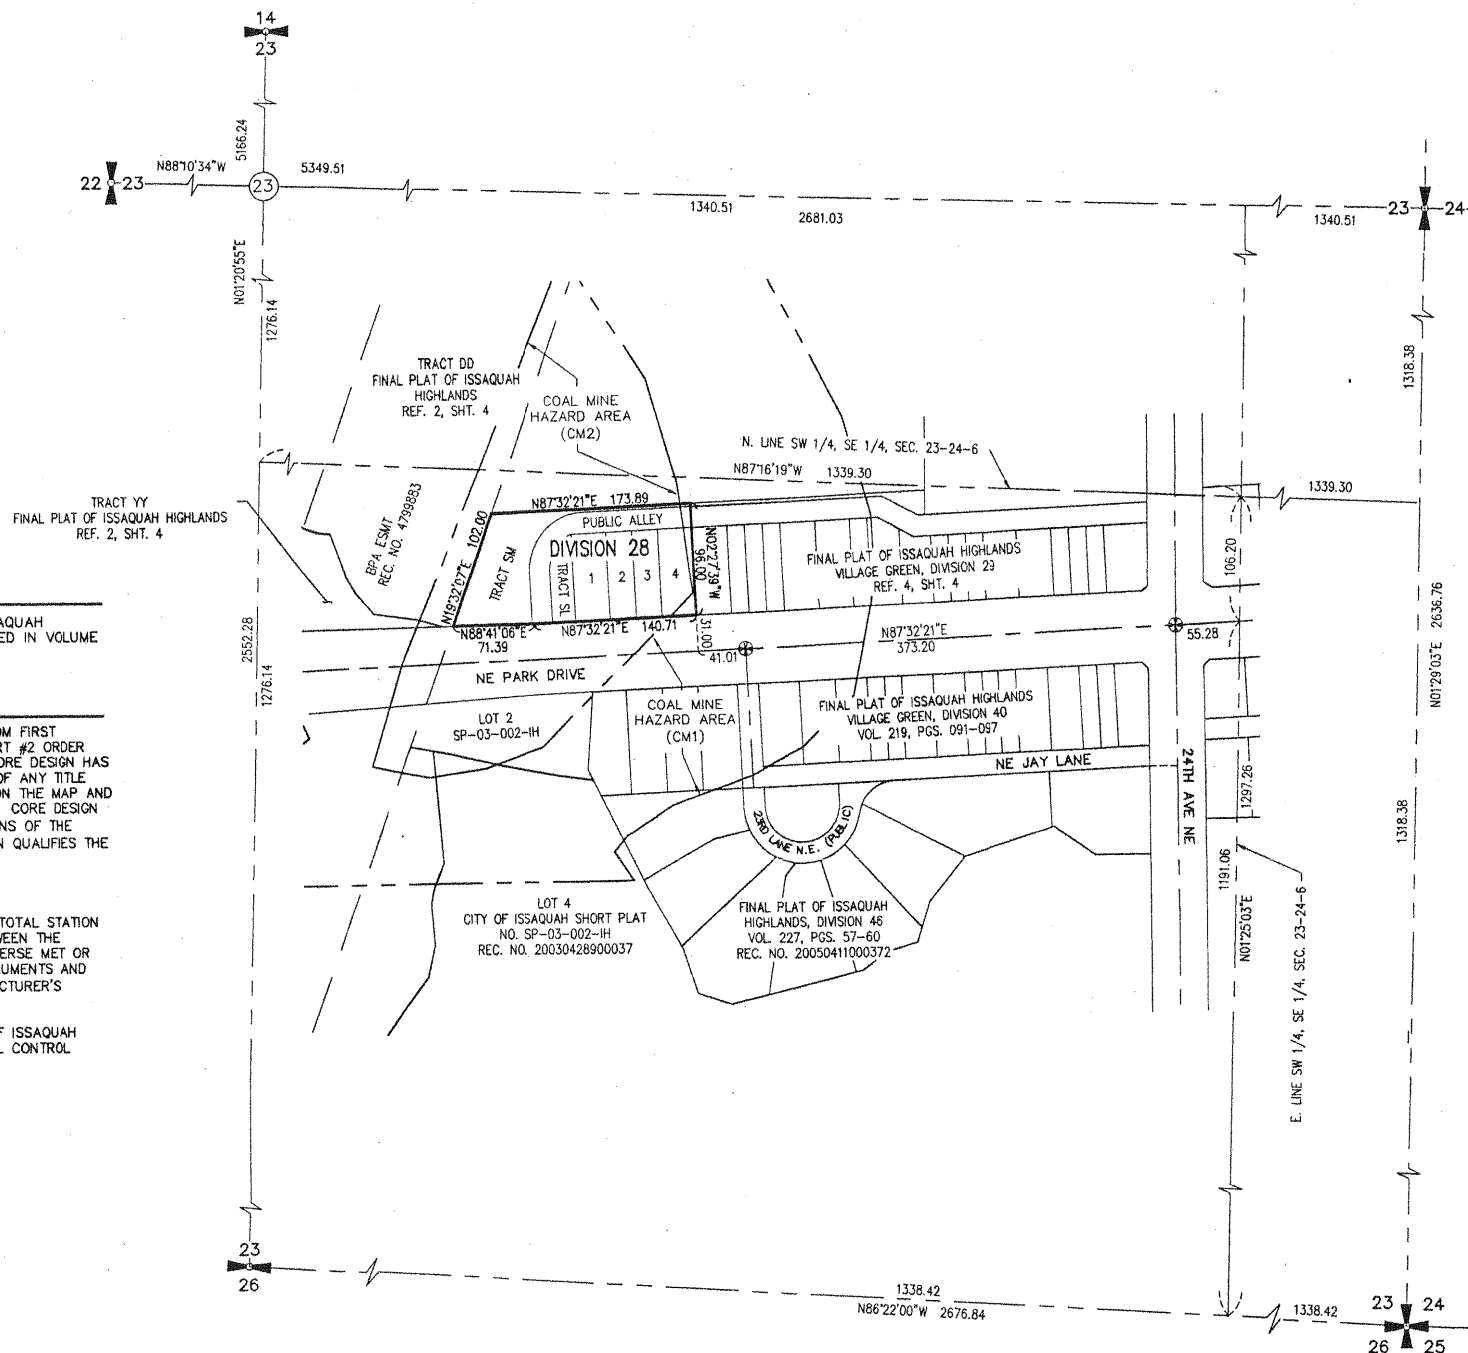 14
23
5166.24
N88°10'34"W
5349.51
22
23
23
1340.51
2681.03
23
24
1340.51
N01°20'55"E
1276.14
1318.38
TRACT DD
FINAL PLAT OF ISSAQUAH
HIGHLANDS
REF. 2, SHT. 4
COAL MINE
HAZARD AREA
(CM2)
N. LINE SW 1/4, SE 1/4, SEC. 23-24-6
N87°16'19"W 1339.30
1339.30
TRACT YY
FINAL PLAT OF ISSAQUAH HIGHLANDS
REF. 2, SHT. 4
BPA ESMT
REC. NO. 4799883
N87°32'21"E 173.89
PUBLIC ALLEY
DIVISION 28
N19°32'07"E 102.00
TRACT SM
TRACT SL
1
2
3
4
N02°27'39"W
96.00
FINAL PLAT OF ISSAQUAH HIGHLANDS
VILLAGE GREEN, DIVISION 29
REF. 4, SHT. 4
106.20
N01°29'03"E 2636.76
AQUAH
ED IN VOLUME
N88°41'06"E
71.39
N87°32'21"E 140.71
31.00
41.01
N87°32'21"E
373.20
55.28
2552.28
1276.14
NE PARK DRIVE
LOT 2
SP-03-002-IH
COAL MINE
HAZARD AREA
(CM1)
FINAL PLAT OF ISSAQUAH HIGHLANDS
VILLAGE GREEN, DIVISION 40
VOL. 219, PGS. 091-097
NE JAY LANE
24TH AVE NE
1297.26
1318.38
OM FIRST
RT #2 ORDER
ORE DESIGN HAS
OF ANY TITLE
ON THE MAP AND
CORE DESIGN
NS OF THE
N QUALIFIES THE
23RD LANE N.E. (PUBLIC)
1191.06
N01°25'03"E
E. LINE SW 1/4, SE 1/4, SEC. 23-24-6
TOTAL STATION
WEEN THE
ERSE MET OR
UMENTS AND
CTURER'S
LOT 4
CITY OF ISSAQUAH SHORT PLAT
NO. SP-03-002-IH
REC. NO. 20030428900037
FINAL PLAT OF ISSAQUAH
HIGHLANDS, DIVISION 46
VOL. 227, PGS. 57-60
REC. NO. 20050411000372
F ISSAQUAH
L CONTROL
23
26
1338.42
N86°22'00"W 2676.84
1338.42
23
24
26
25